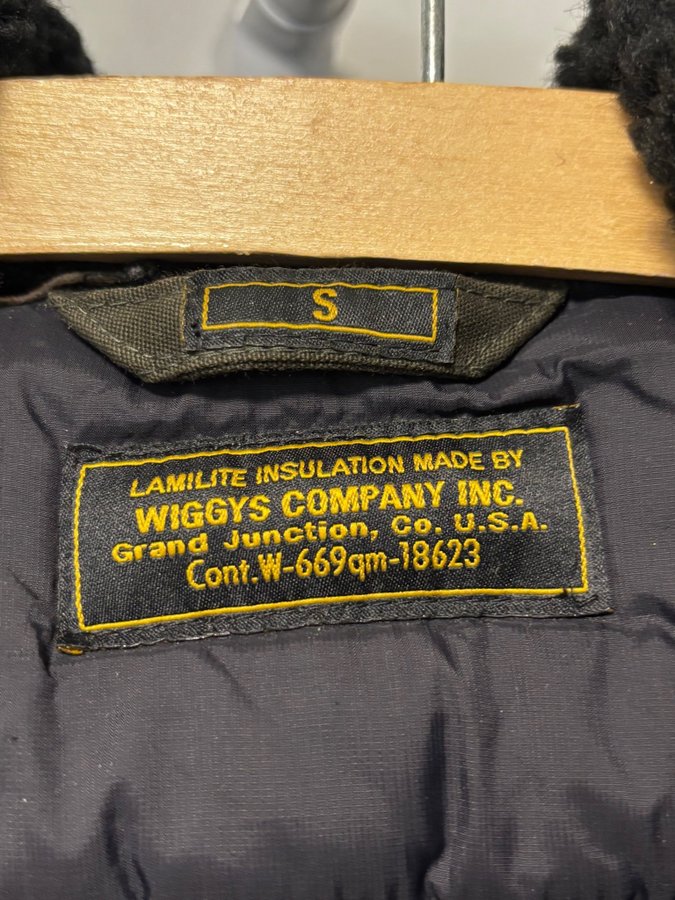 S
LAMILITE INSULATION MADE BY
WIGGYS COMPANY INC.
Grand Junction, Co. U.S.A.
Cont.W-669qm-18623